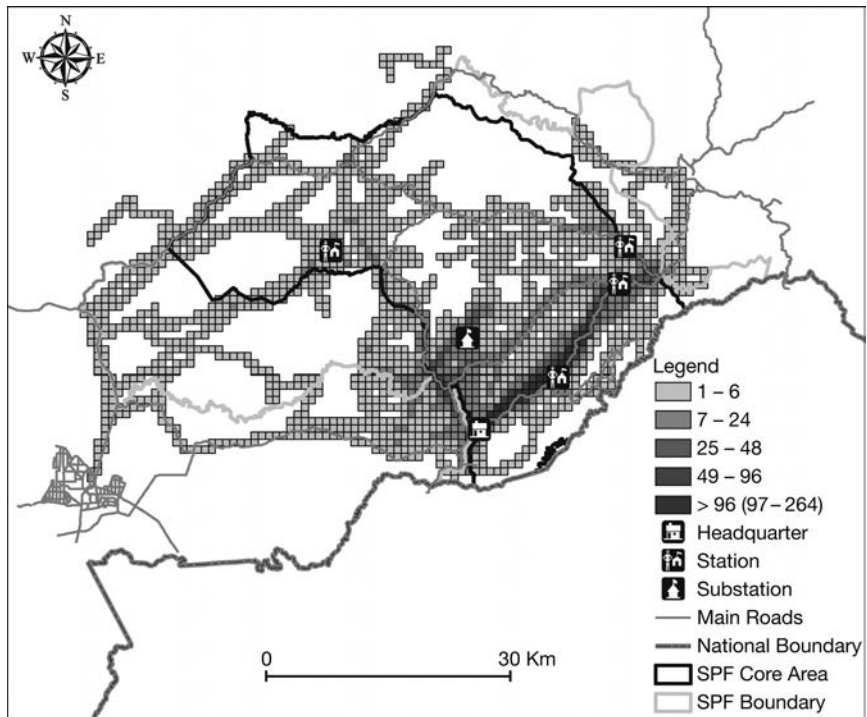 N
W E
S
Legend
1 – 6
7 – 24
25 – 48
49 – 96
> 96 (97 – 264)
Headquarter
Station
Substation
Main Roads
National Boundary
SPF Core Area
SPF Boundary
0 30 Km